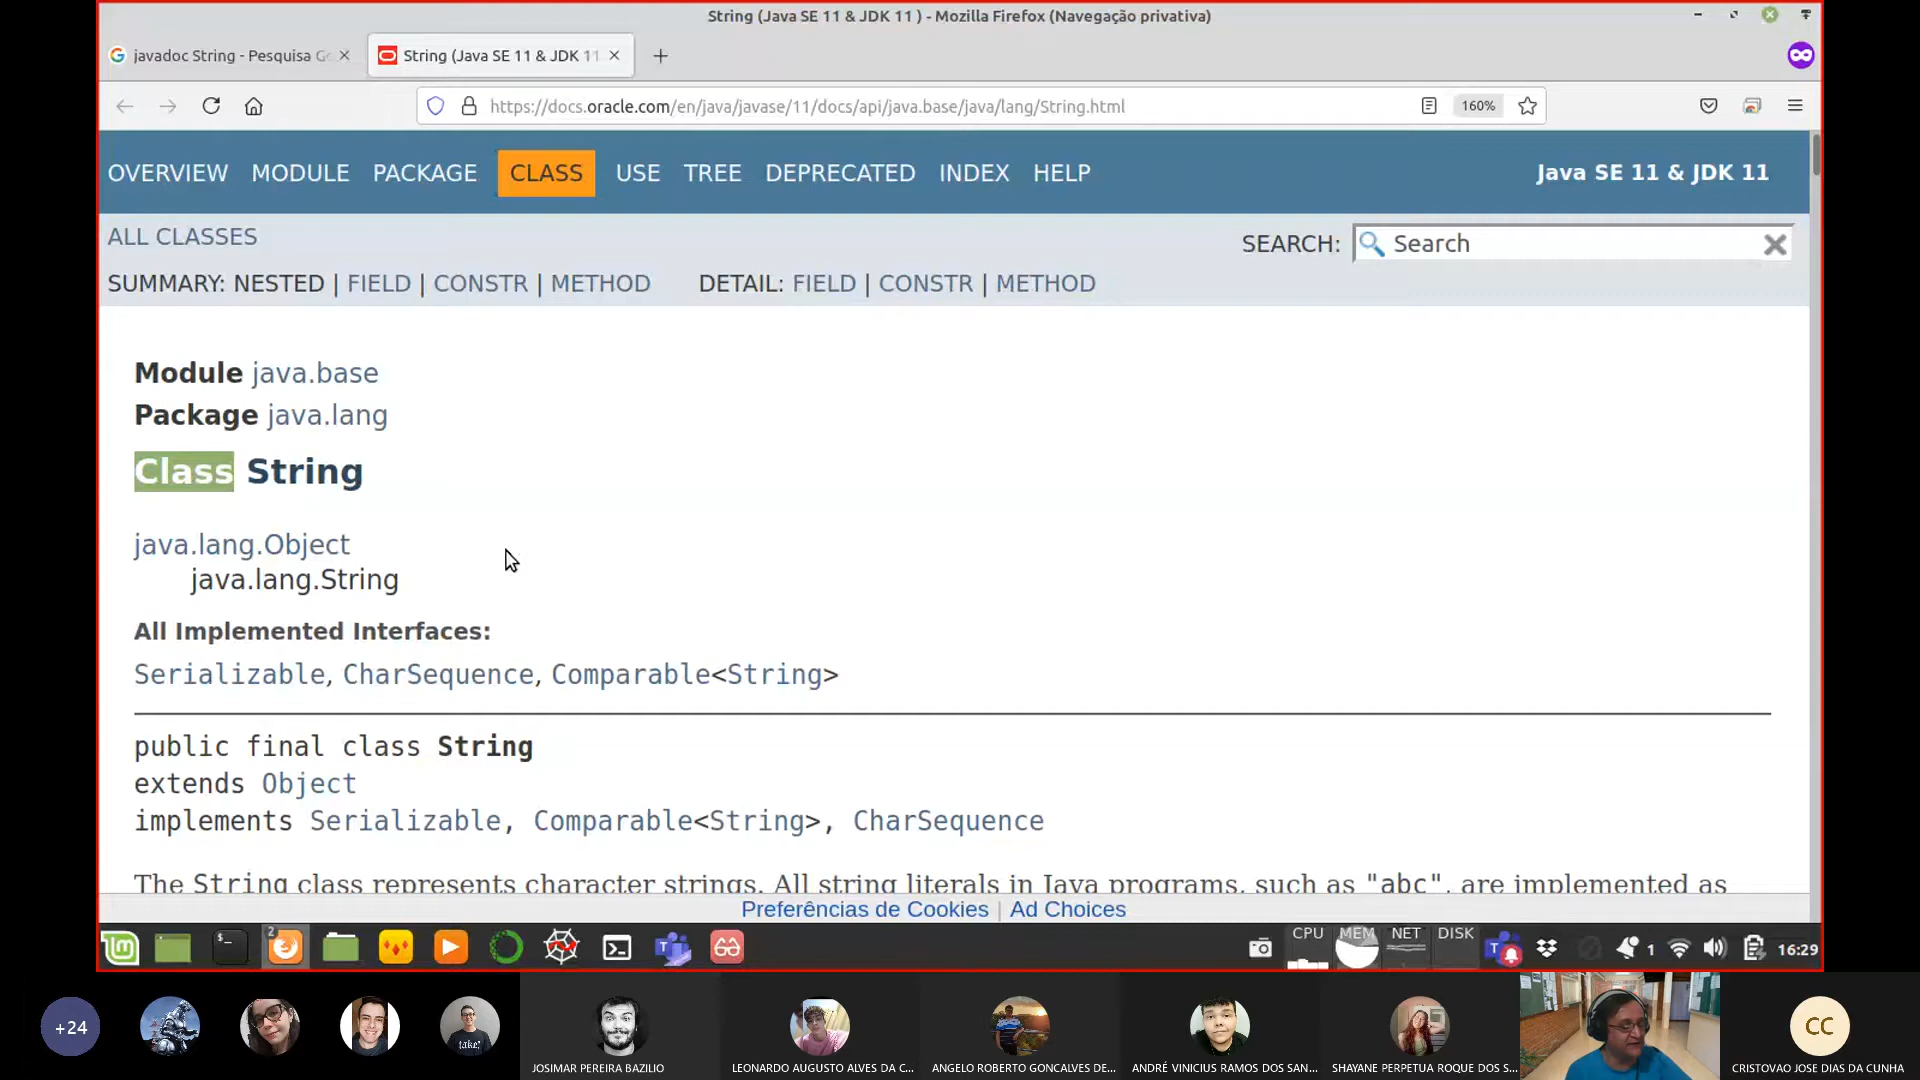 String (Java SE 11 & JDK 11 ) - Mozilla Firefox (Navegação privativa)
javadoc String - Pesquisa Go
String (Java SE 11 & JDK 11
https://docs.oracle.com/en/java/javase/11/docs/api/java.base/java/lang/String.html
160%
OVERVIEW MODULE PACKAGE CLASS USE TREE DEPRECATED INDEX HELP
Java SE 11 & JDK 11
ALL CLASSES
SEARCH: Search
SUMMARY: NESTED | FIELD | CONSTR | METHOD DETAIL: FIELD | CONSTR | METHOD
Module java.base
Package java.lang
Class String
java.lang.Object
java.lang.String
All Implemented Interfaces:
Serializable, CharSequence, Comparable<String>
public final class String
extends Object
implements Serializable, Comparable<String>, CharSequence
The String class represents character strings. All string literals in Java programs, such as "abc", are implemented as
Preferências de Cookies | Ad Choices
2
CPU MEM NET DISK
1
16:29
+24
take!
CC
JOSIMAR PEREIRA BAZILIO
LEONARDO AUGUSTO ALVES DA C...
ANGELO ROBERTO GONCALVES DE...
ANDRÉ VINICIUS RAMOS DOS SAN...
SHAYANE PERPETUA ROQUE DOS S...
CRISTOVAO JOSE DIAS DA CUNHA